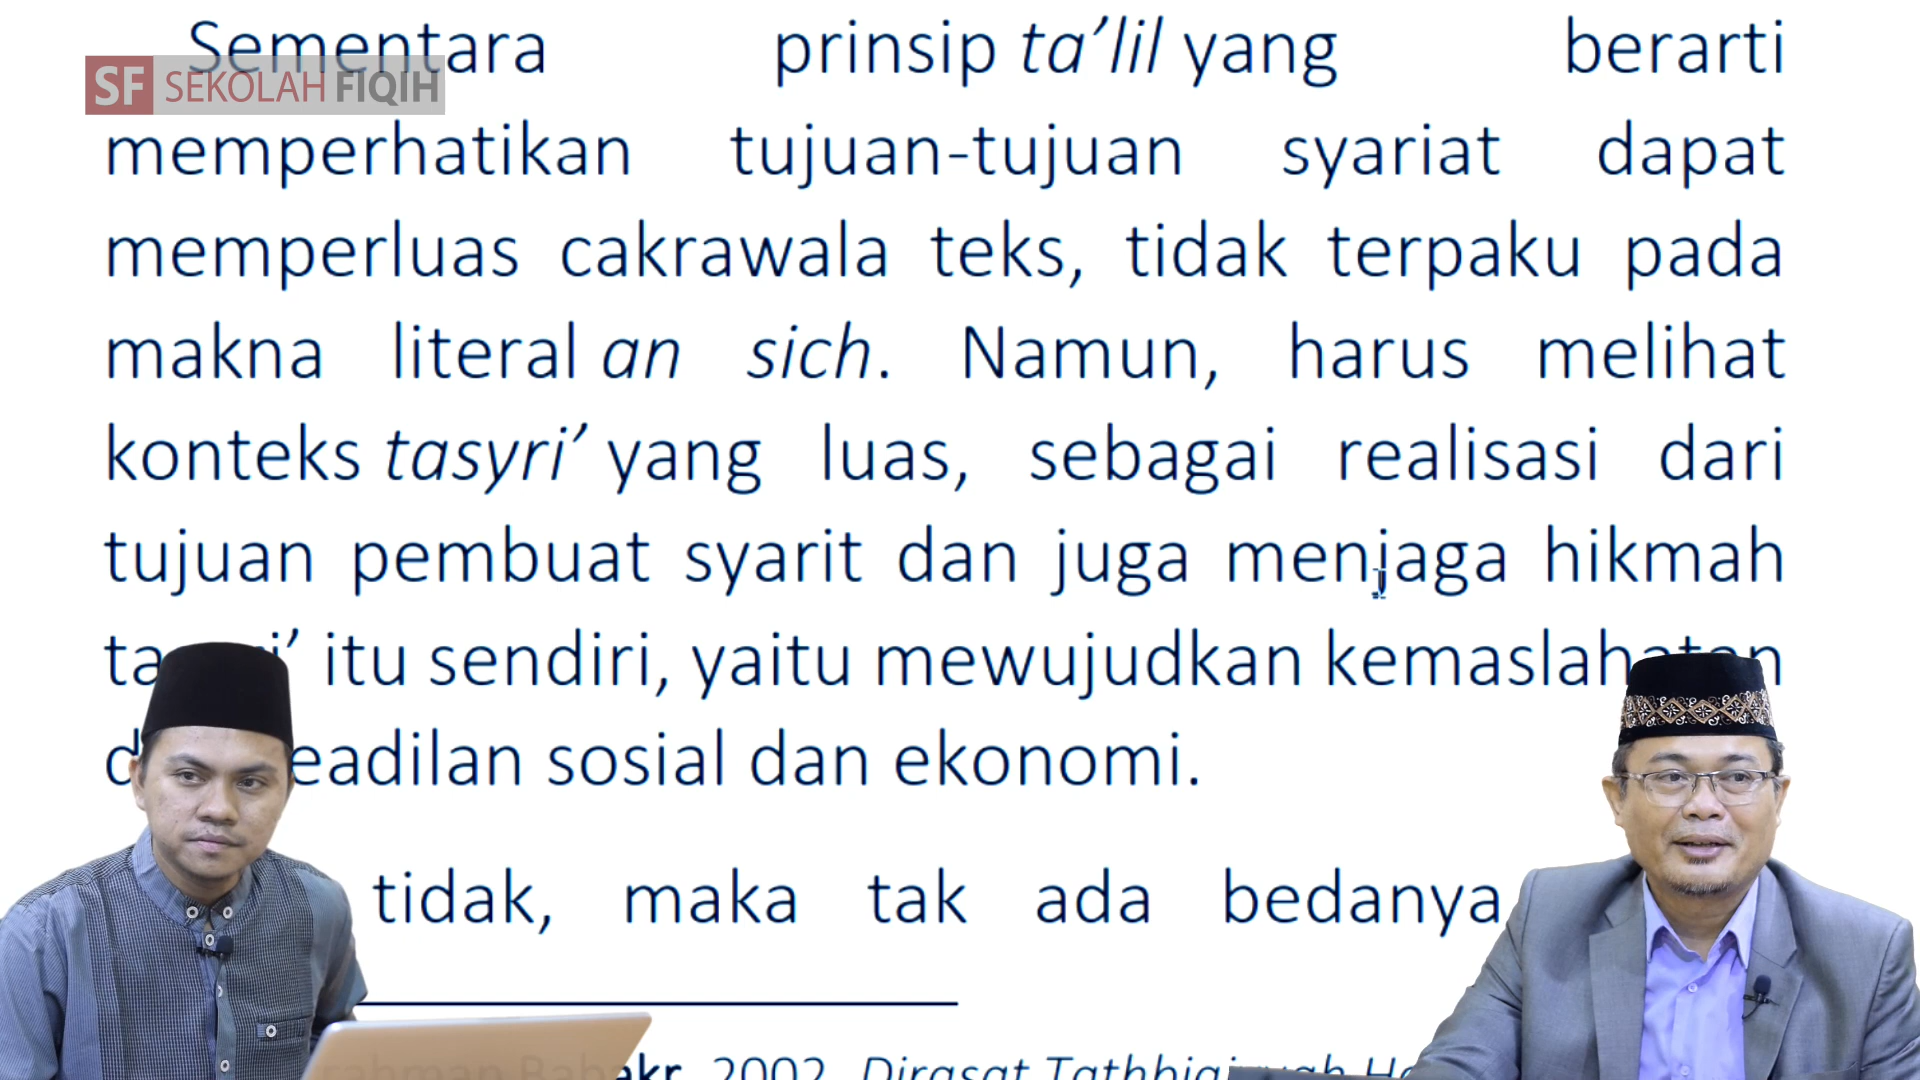 Sementara prinsip ta’lil yang berarti
SF SEKOLAH FIQIH
memperhatikan tujuan-tujuan syariat dapat
memperluas cakrawala teks, tidak terpaku pada
makna literal an sich. Namun, harus melihat
konteks tasyri’ yang luas, sebagai realisasi dari
tujuan pembuat syarit dan juga menjaga hikmah
itu sendiri, yaitu mewujudkan kemaslahatan
sosial dan ekonomi.
tidak, maka tak ada bedanya
2002. Dirasat